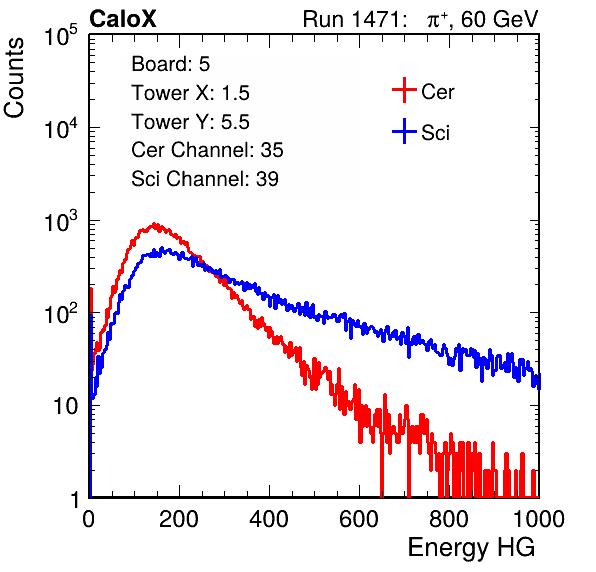 CaloX Run 1471: π⁺, 60 GeV
Counts
10⁵
10⁴
10³
10²
10
1
Board: 5
Tower X: 1.5
Tower Y: 5.5
Cer Channel: 35
Sci Channel: 39
Cer
Sci
0 200 400 600 800 1000
Energy HG